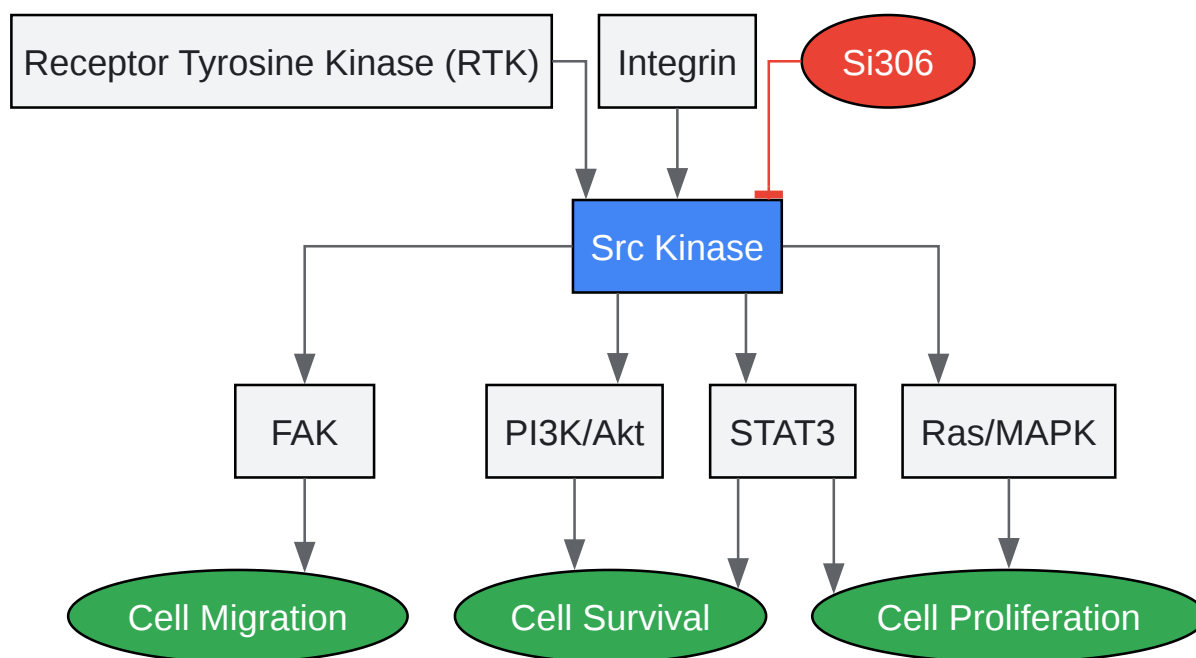 Receptor Tyrosine Kinase (RTK)
Integrin
Si306
Src Kinase
FAK
PI3K/Akt
STAT3
Ras/MAPK
Cell Migration
Cell Survival
Cell Proliferation